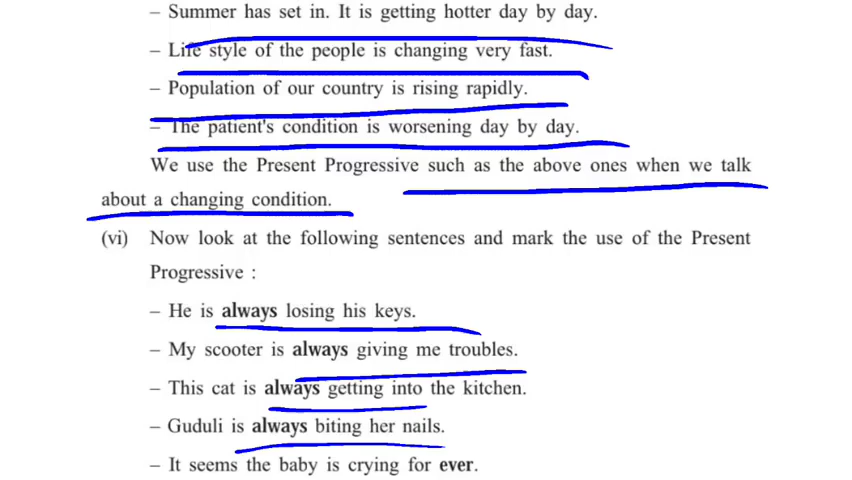 – Summer has set in. It is getting hotter day by day.
– Life style of the people is changing very fast.
– Population of our country is rising rapidly.
– The patient's condition is worsening day by day.
We use the Present Progressive such as the above ones when we talk
about a changing condition.
(vi) Now look at the following sentences and mark the use of the Present
Progressive :
– He is always losing his keys.
– My scooter is always giving me troubles.
– This cat is always getting into the kitchen.
– Guduli is always biting her nails.
– It seems the baby is crying for ever.